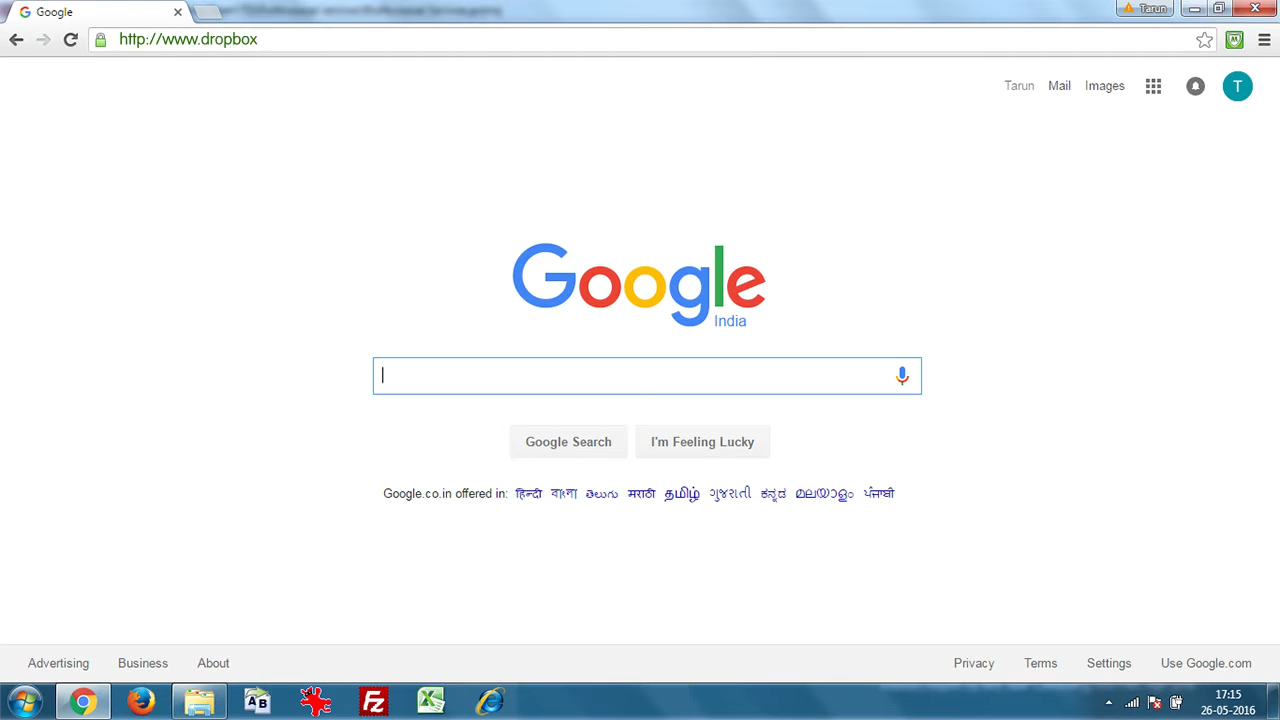 Google
Tarun
http://www.dropbox
Tarun Mail Images T
Google
India
Google Search I'm Feeling Lucky
Google.co.in offered in: हिन्दी বাংলা తెలుగు मराठी தமிழ் ગુજરાતી ಕನ್ನಡ മലയാളം ਪੰਜਾਬੀ
Advertising Business About Privacy Terms Settings Use Google.com
AB
Fz
17:15
26-05-2016